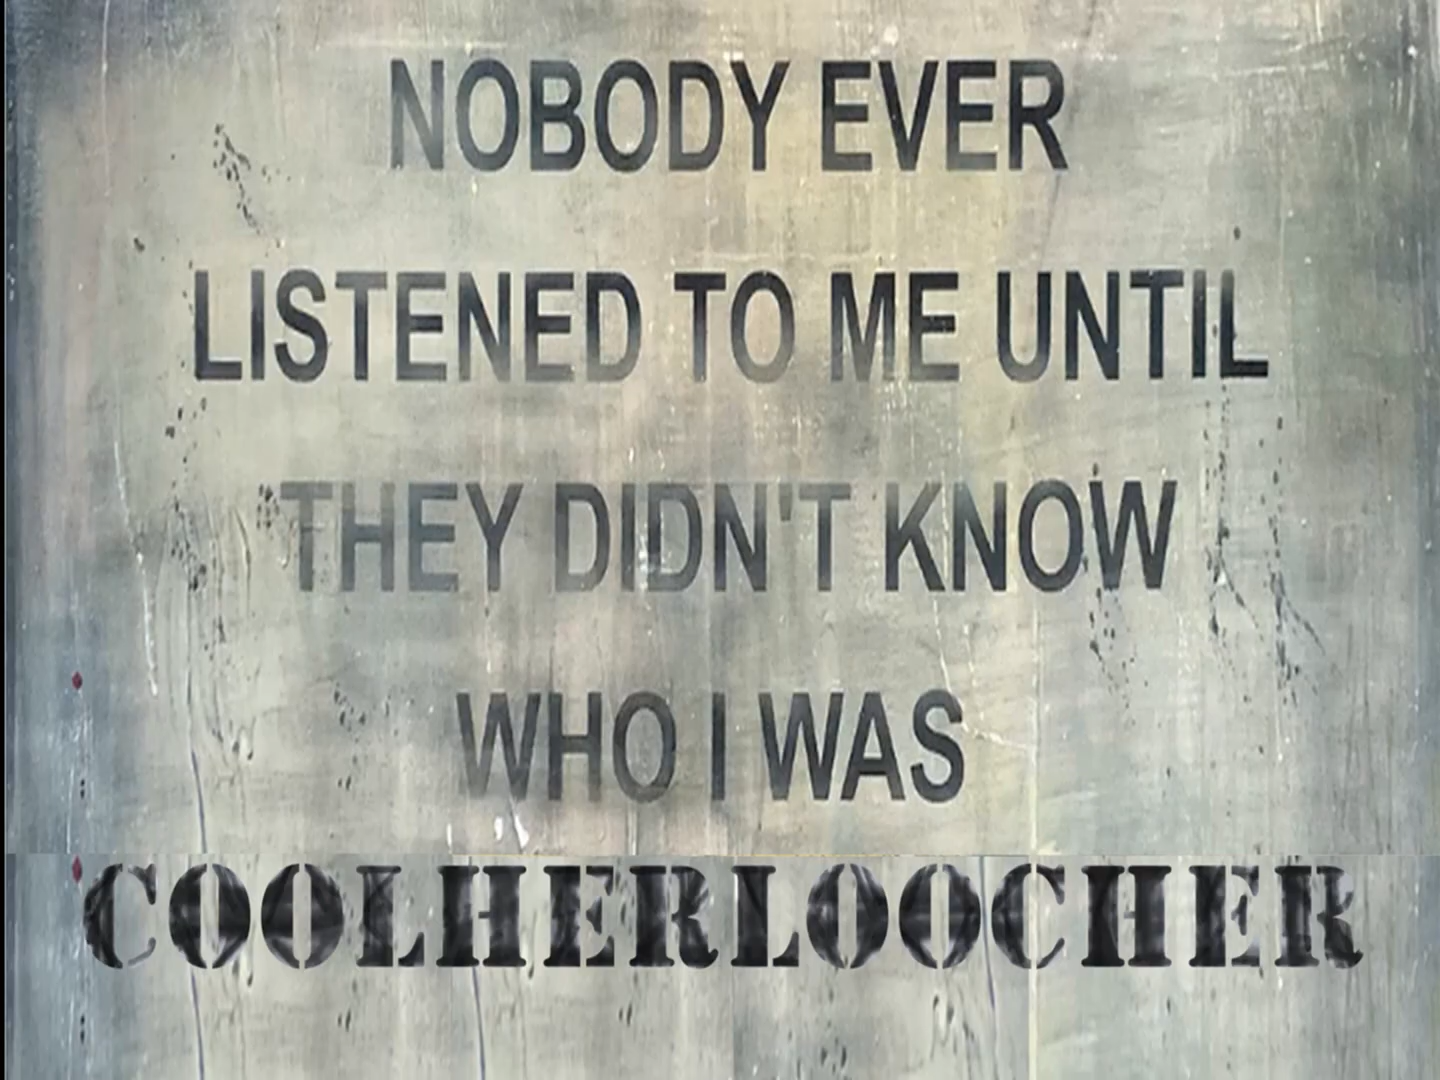 NOBODY EVER
LISTENED TO ME UNTIL
THEY DIDN'T KNOW
WHO I WAS
COOLHERLOOCHER